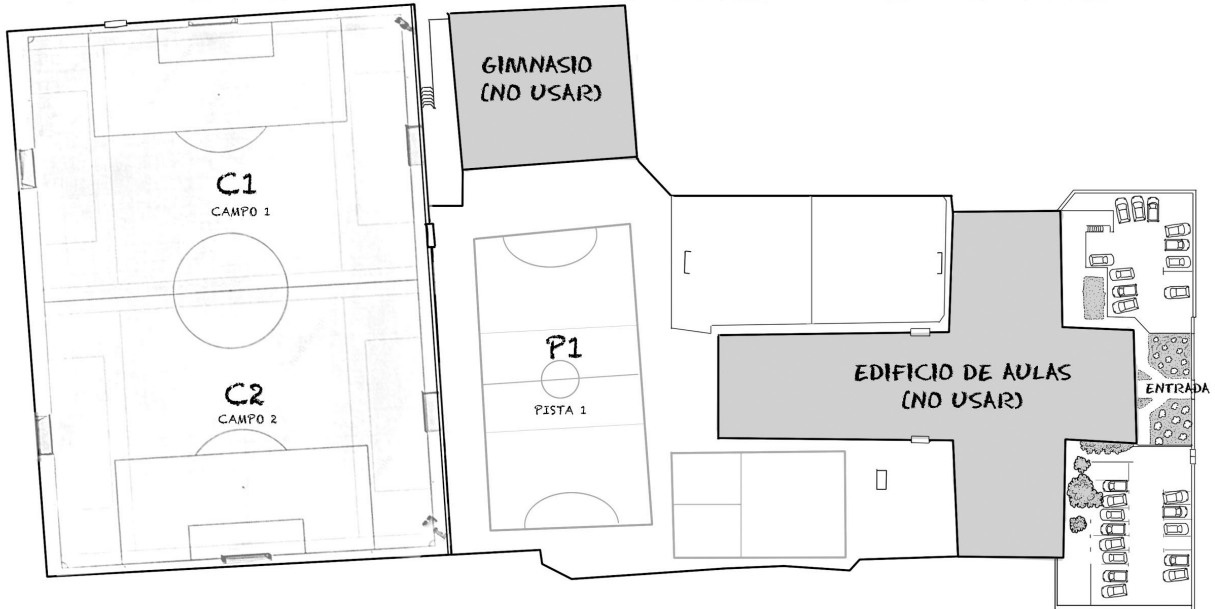 GIMNASIO
(NO USAR)
C1
CAMPO 1
P1
PISTA 1
EDIFICIO DE AULAS
(NO USAR)
ENTRADA
C2
CAMPO 2